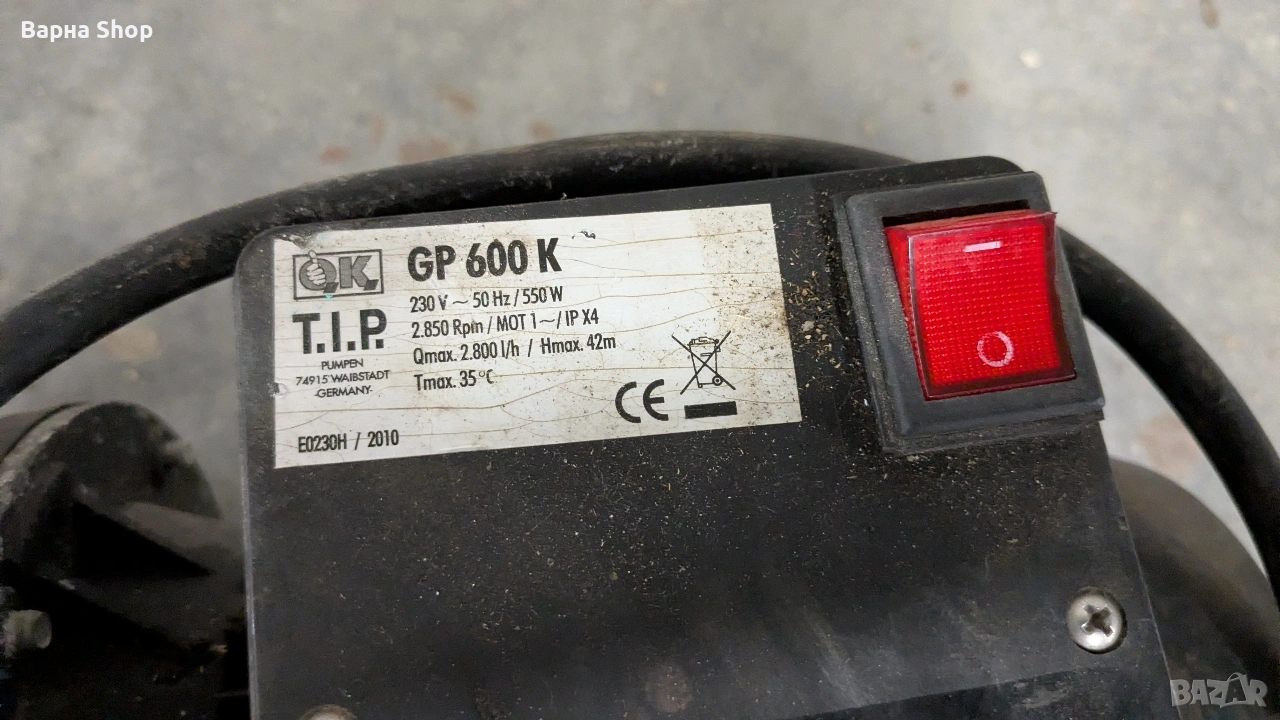 Варна Shop
QK
T.I.P.
PUMPEN
74915 WAIBSTADT
-GERMANY-
GP 600 K
230 V ~ 50 Hz / 550 W
2.850 Rpm / MOT 1~/ IP X4
Qmax. 2.800 l/h / Hmax. 42m
Tmax. 35°C
CE
E0230H / 2010
BAZAR